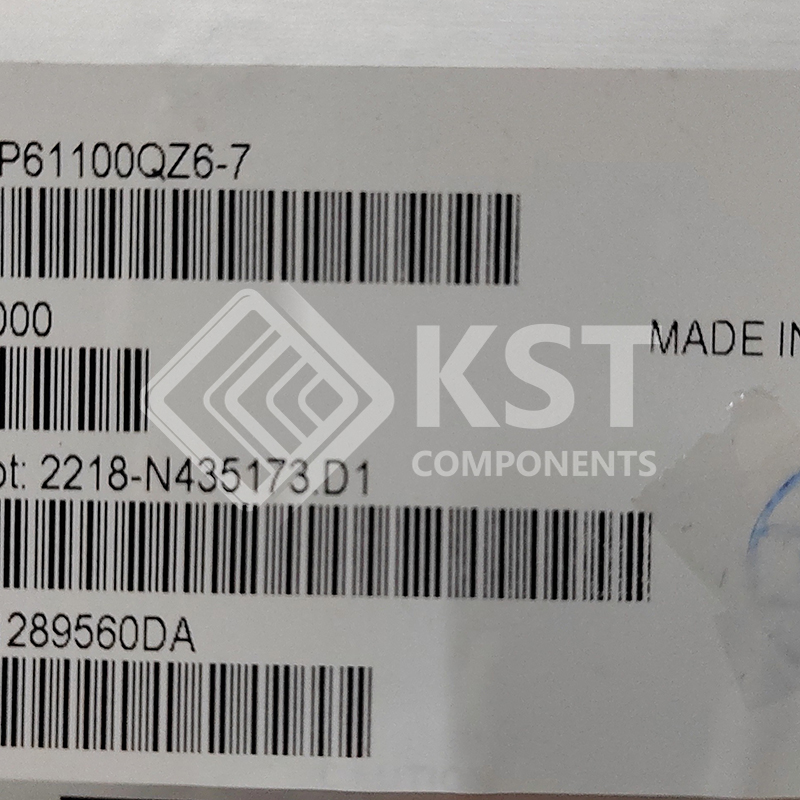 P61100QZ6-7
000
MADE IN
KST
COMPONENTS
ot: 2218-N435173.D1
289560DA